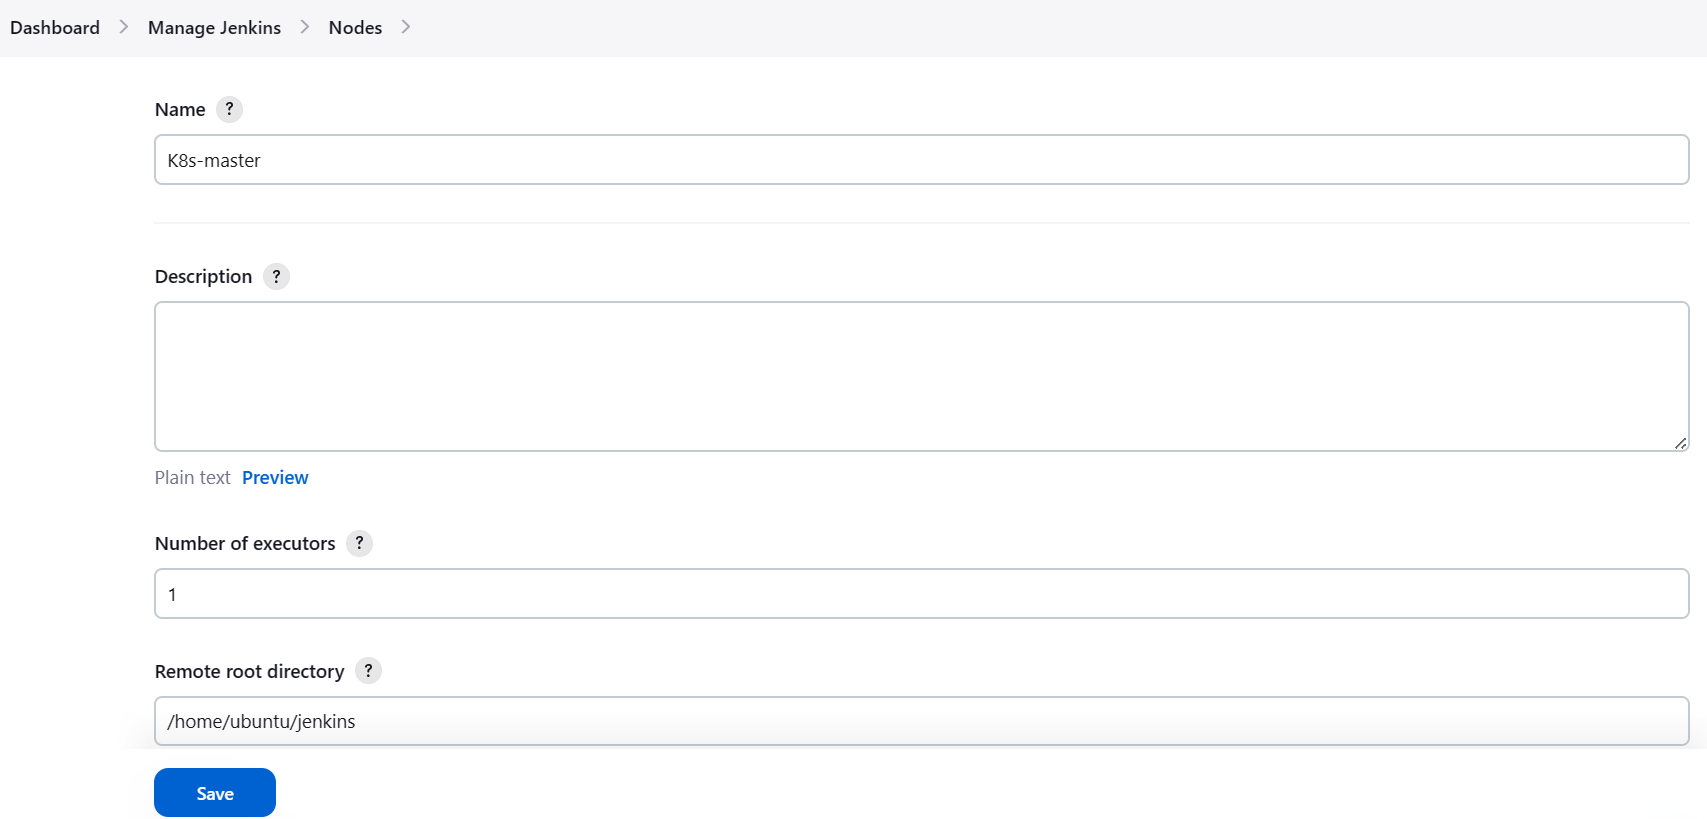 Dashboard > Manage Jenkins > Nodes >
Name ?
K8s-master
Description ?
Plain text Preview
Number of executors ?
1
Remote root directory ?
/home/ubuntu/jenkins
Save